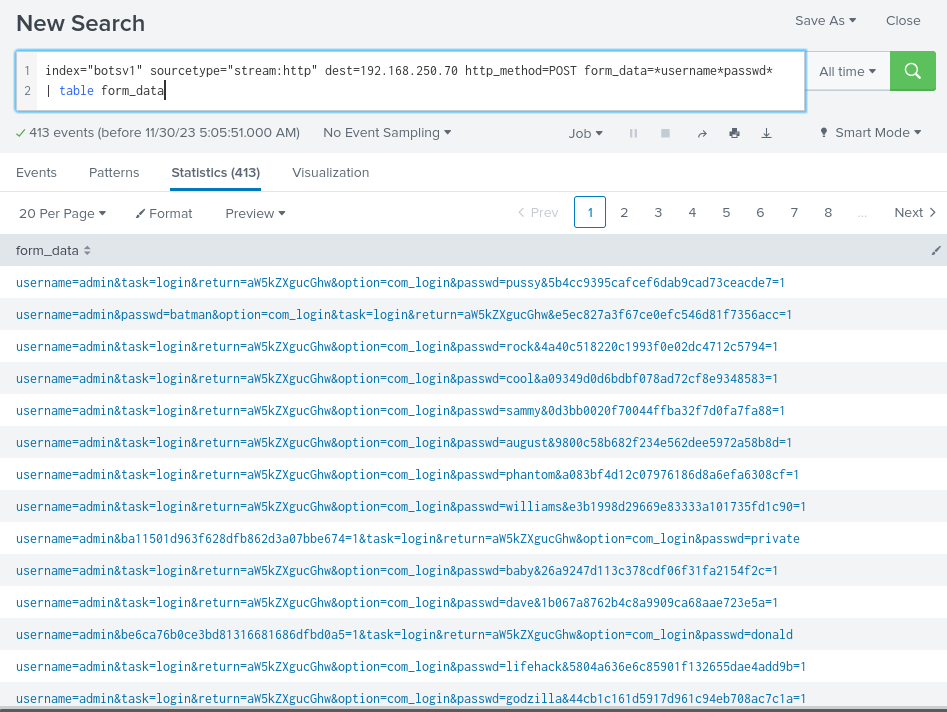 New Search
Save As
Close
1 index="botsv1" sourcetype="stream:http" dest=192.168.250.70 http_method=POST form_data=*username*passwd*
2 | table form_data
All time
413 events (before 11/30/23 5:05:51.000 AM)
No Event Sampling
Job
Smart Mode
Events
Patterns
Statistics (413)
Visualization
20 Per Page
Format
Preview
Prev 1 2 3 4 5 6 7 8 ... Next
form_data
username=admin&task=login&return=aW5kZXgucGhw&option=com_login&passwd=pussy&5b4cc9395cafcef6dab9cad73ceacde7=1
username=admin&passwd=batman&option=com_login&task=login&return=aW5kZXgucGhw&e5ec827a3f67ce0efc546d81f7356acc=1
username=admin&task=login&return=aW5kZXgucGhw&option=com_login&passwd=rock&4a40c518220c1993f0e02dc4712c5794=1
username=admin&task=login&return=aW5kZXgucGhw&option=com_login&passwd=cool&a09349d0d6bdbf078ad72cf8e9348583=1
username=admin&task=login&return=aW5kZXgucGhw&option=com_login&passwd=sammy&0d3bb0020f70044ffba32f7d0fa7fa88=1
username=admin&task=login&return=aW5kZXgucGhw&option=com_login&passwd=august&9800c58b682f234e562dee5972a58b8d=1
username=admin&task=login&return=aW5kZXgucGhw&option=com_login&passwd=phantom&a083bf4d12c07976186d8a6efa6308cf=1
username=admin&task=login&return=aW5kZXgucGhw&option=com_login&passwd=williams&e3b1998d29669e83333a101735fd1c90=1
username=admin&ba11501d963f628dfb862d3a07bbe674=1&task=login&return=aW5kZXgucGhw&option=com_login&passwd=private
username=admin&task=login&return=aW5kZXgucGhw&option=com_login&passwd=baby&26a9247d113c378cdf06f31fa2154f2c=1
username=admin&task=login&return=aW5kZXgucGhw&option=com_login&passwd=dave&1b067a8762b4c8a9909ca68aae723e5a=1
username=admin&be6ca76b0ce3bd81316681686dfbd0a5=1&task=login&return=aW5kZXgucGhw&option=com_login&passwd=donald
username=admin&task=login&return=aW5kZXgucGhw&option=com_login&passwd=lifehack&5804a636e6c85901f132655dae4add9b=1
username=admin&task=login&return=aW5kZXgucGhw&option=com_login&passwd=godzilla&44cb1c161d5917d961c94eb708ac7c1a=1